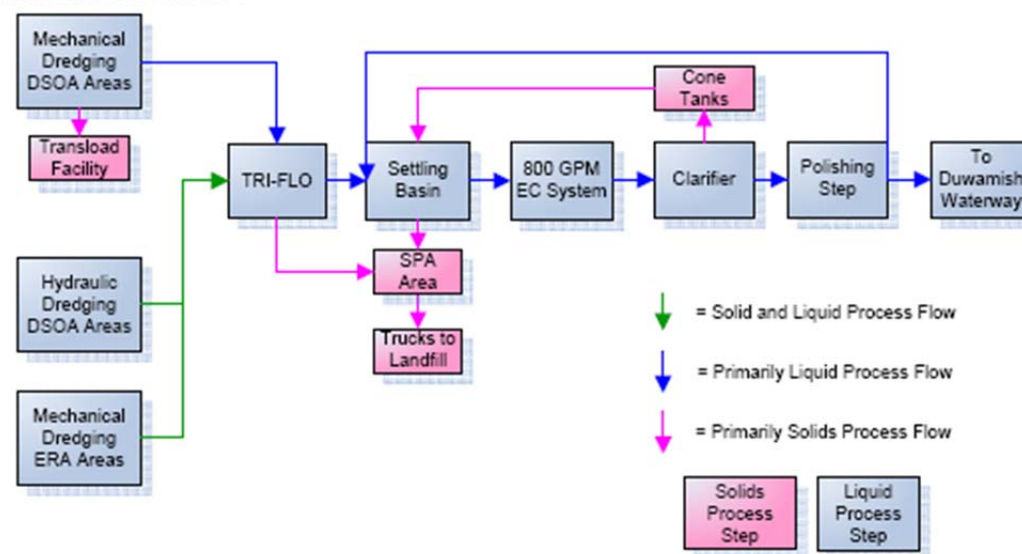 Mechanical
Dredging
DSOA Areas
Transload
Facility
Hydraulic
Dredging
DSOA Areas
Mechanical
Dredging
ERA Areas
TRI-FLO
Settling
Basin
SPA
Area
Trucks to
Landfill
800 GPM
EC System
Cone
Tanks
Clarifier
Polishing
Step
To
Duwamish
Waterway
= Solid and Liquid Process Flow
= Primarily Liquid Process Flow
= Primarily Solids Process Flow
Solids
Process
Step
Liquid
Process
Step